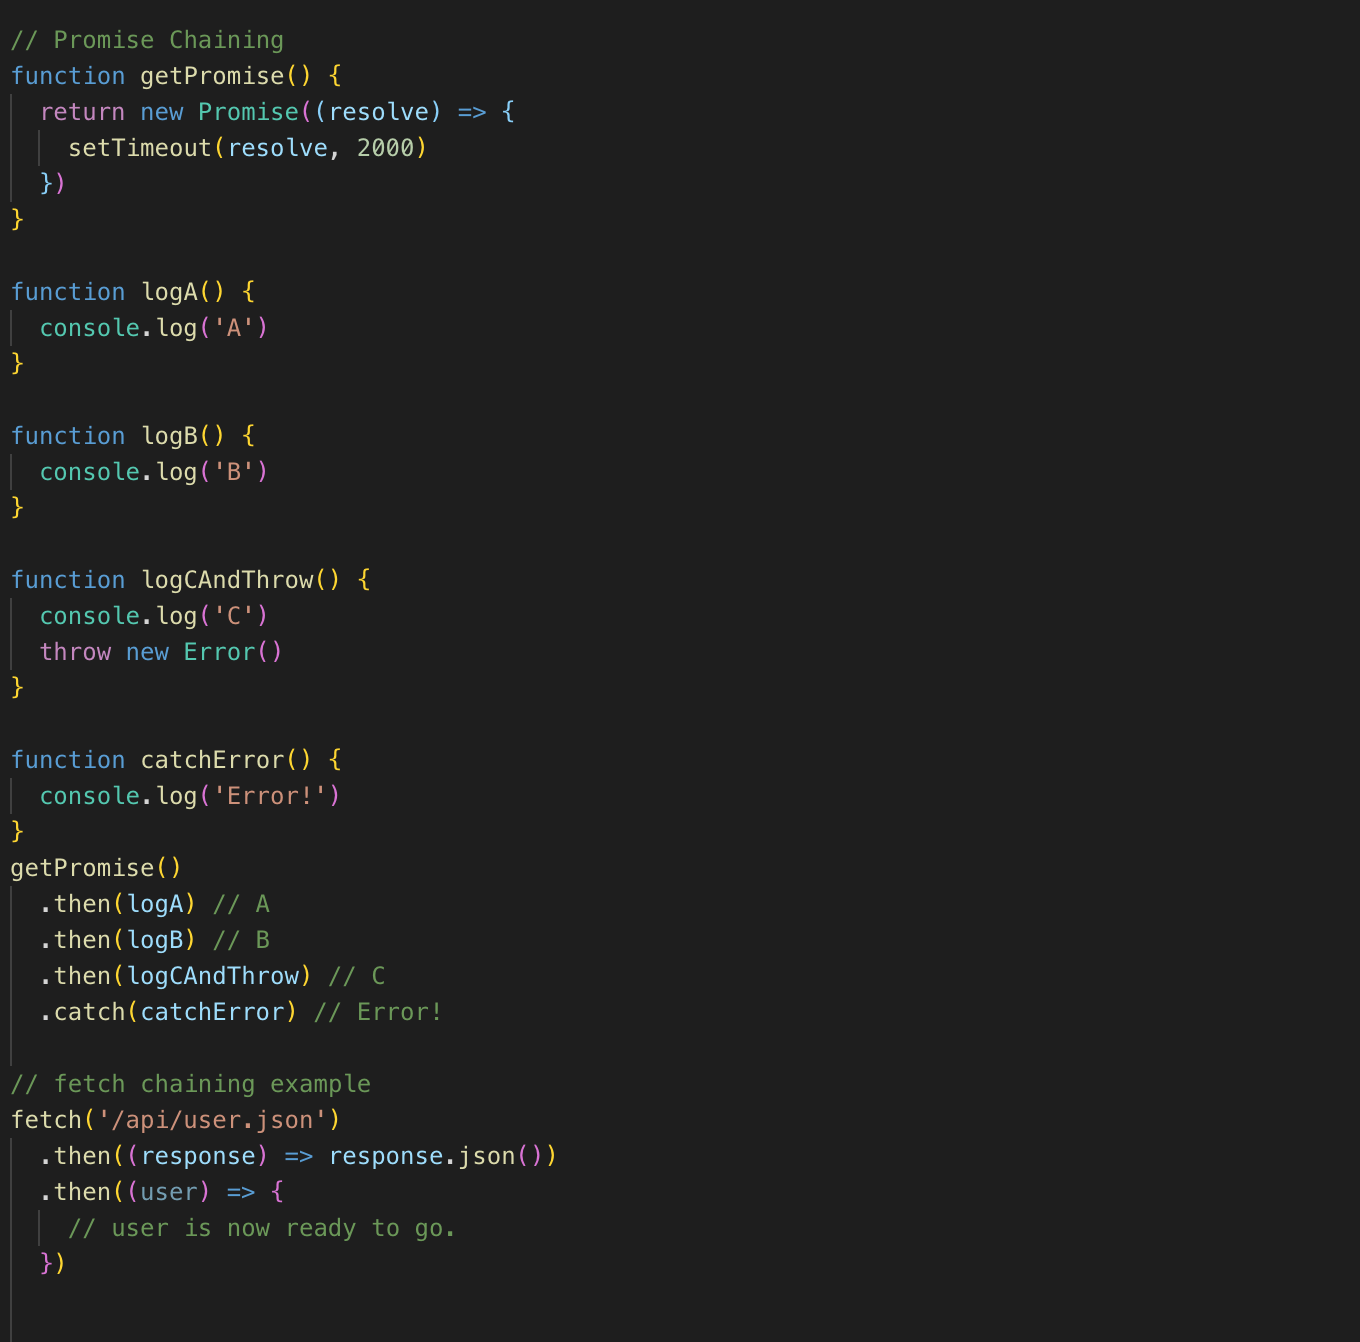 // Promise Chaining
function getPromise() {
  return new Promise((resolve) => {
    setTimeout(resolve, 2000)
  })
}

function logA() {
  console.log('A')
}

function logB() {
  console.log('B')
}

function logCAndThrow() {
  console.log('C')
  throw new Error()
}

function catchError() {
  console.log('Error!')
}
getPromise()
  .then(logA) // A
  .then(logB) // B
  .then(logCAndThrow) // C
  .catch(catchError) // Error!

// fetch chaining example
fetch('/api/user.json')
  .then((response) => response.json())
  .then((user) => {
    // user is now ready to go.
  })